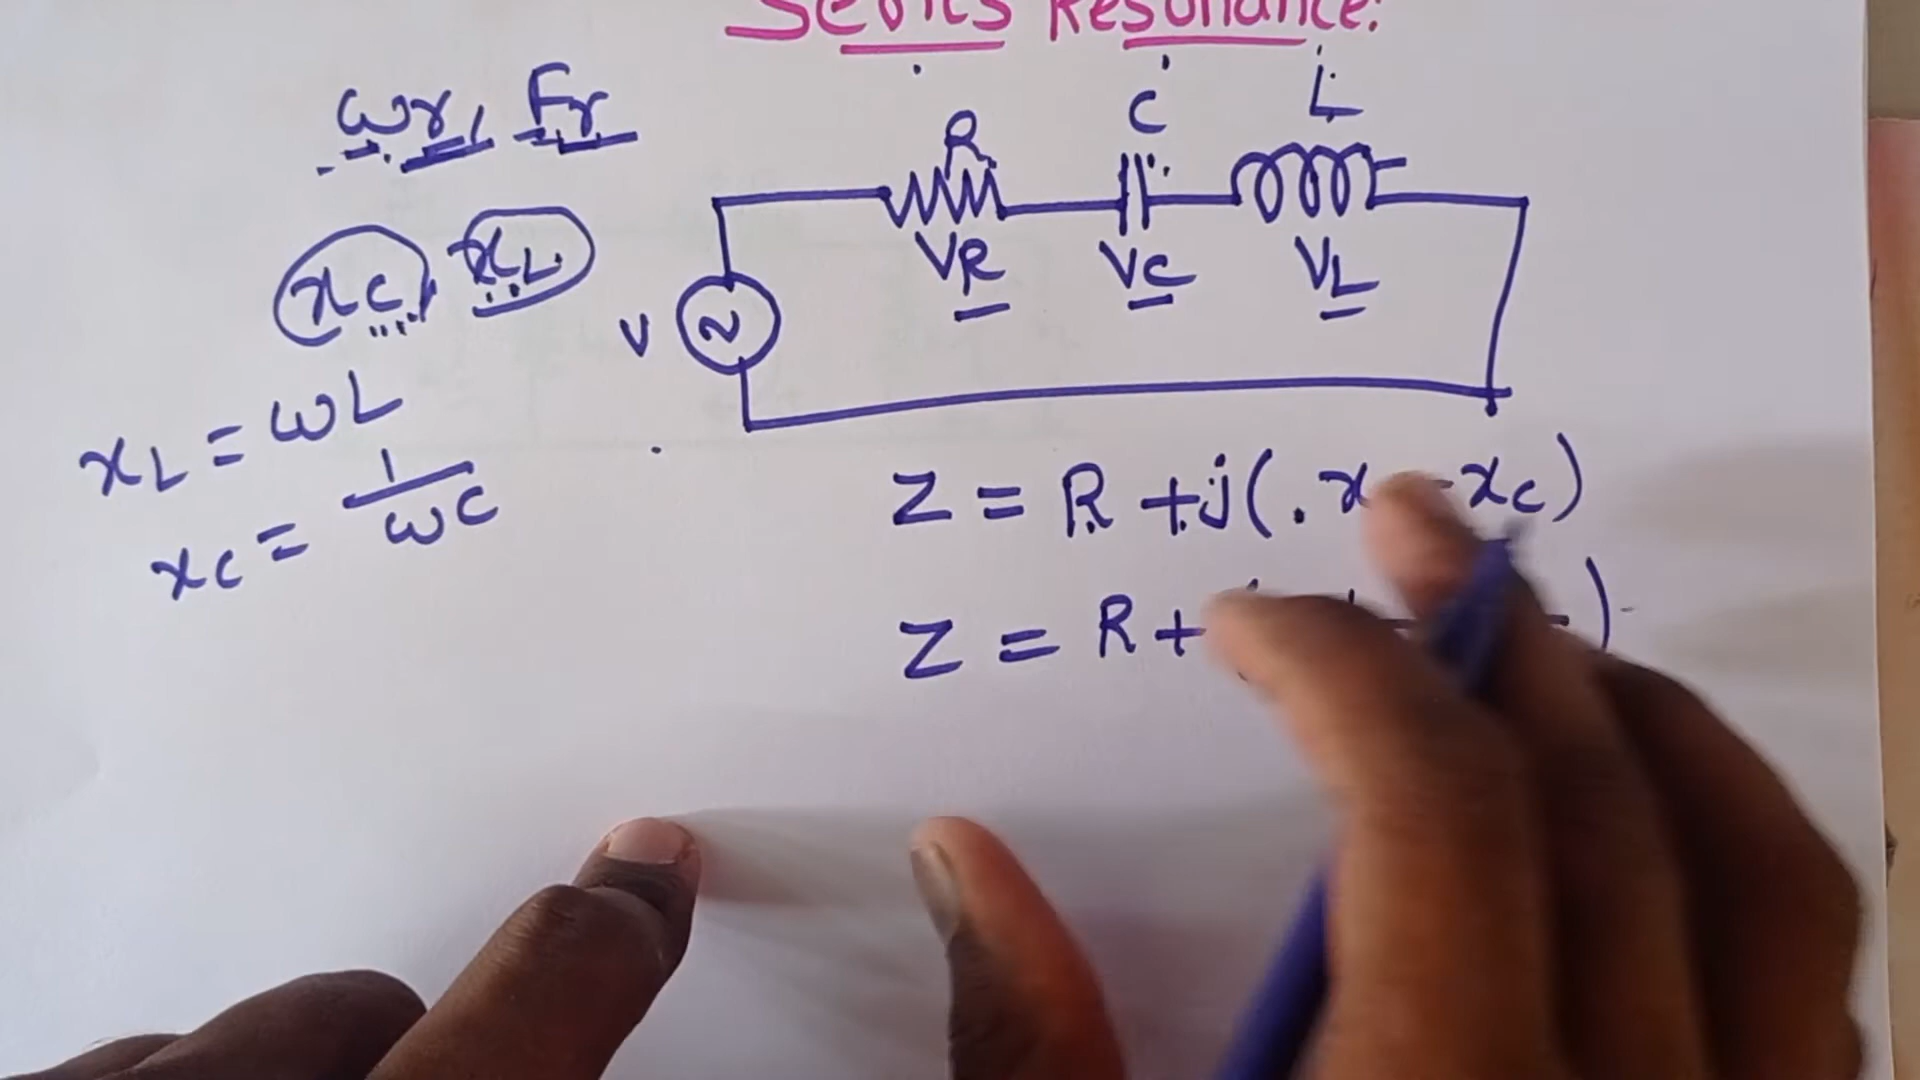 Series Resonance:
ωr, Fr
R C L
xc, xL
VR VC VL
V
xL = ωL
xc = 1/ωc
Z = R + j(x - xc)
Z = R +